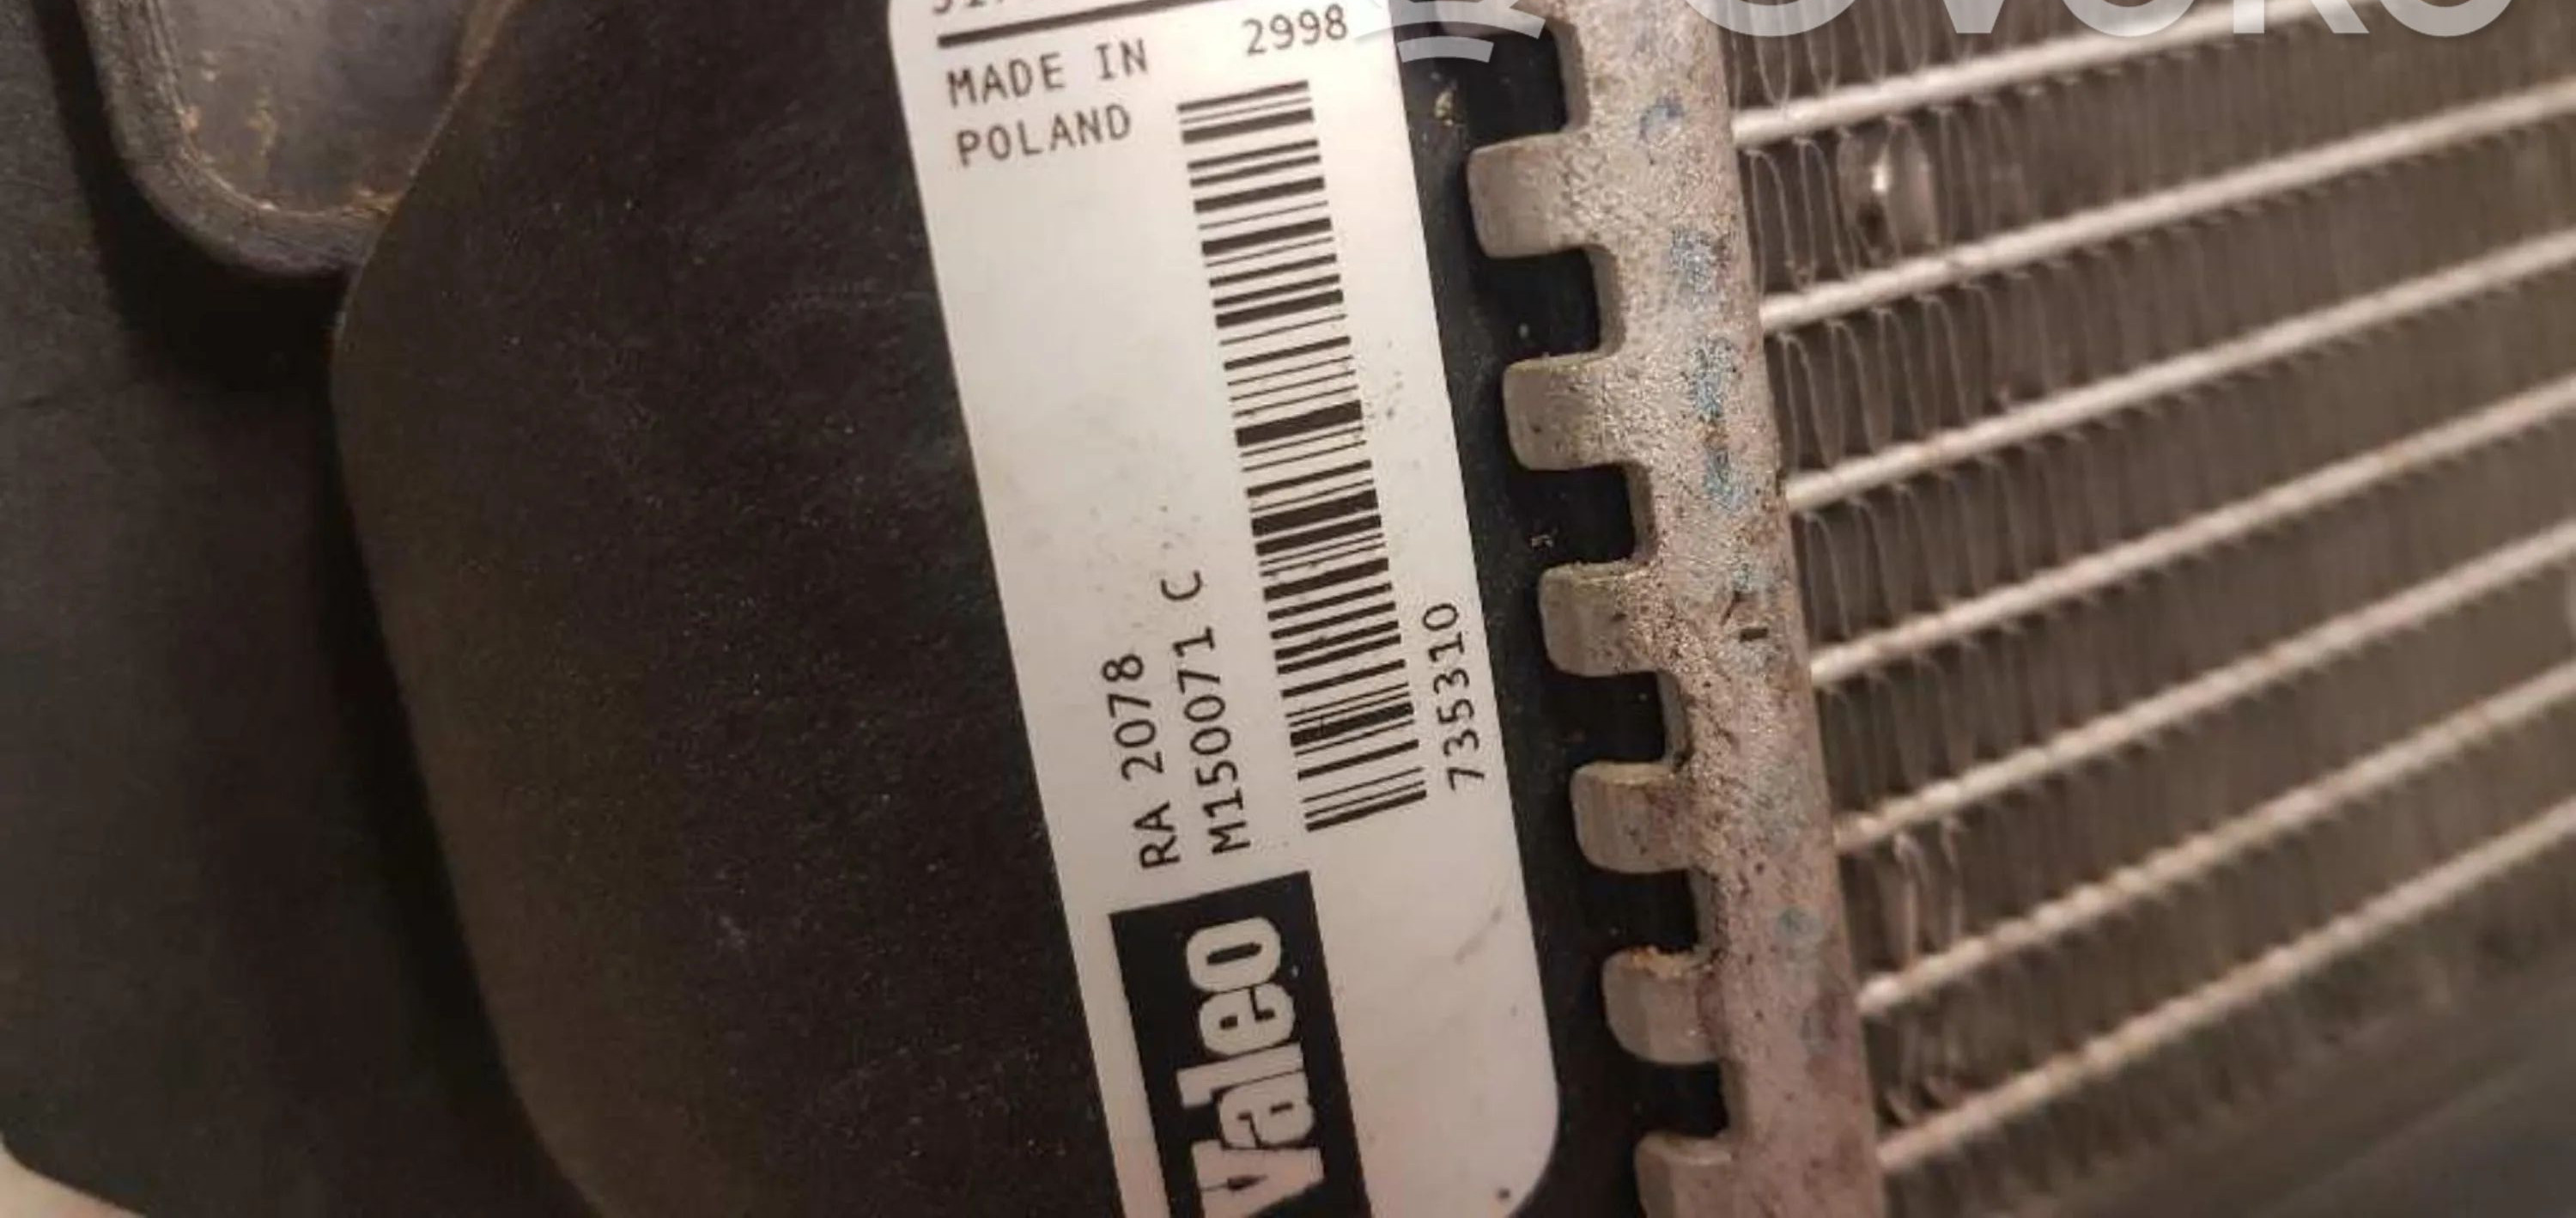 MADE IN
POLAND
2998
RA 2078
M150071 C
735310
Valeo